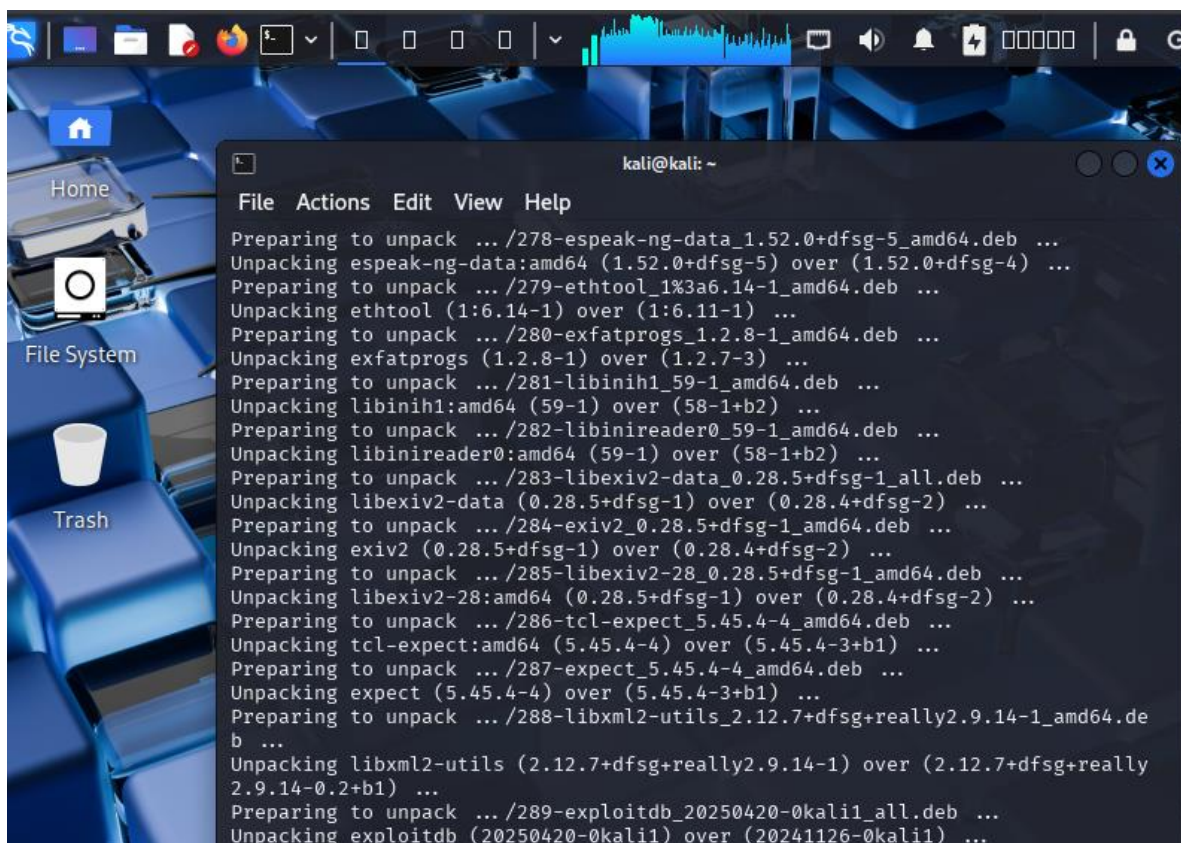 kali@kali: ~
File Actions Edit View Help
Home
File System
Trash
Preparing to unpack .../278-espeak-ng-data_1.52.0+dfsg-5_amd64.deb ...
Unpacking espeak-ng-data:amd64 (1.52.0+dfsg-5) over (1.52.0+dfsg-4) ...
Preparing to unpack .../279-ethtool_1%3a6.14-1_amd64.deb ...
Unpacking ethtool (1:6.14-1) over (1:6.11-1) ...
Preparing to unpack .../280-exfatprogs_1.2.8-1_amd64.deb ...
Unpacking exfatprogs (1.2.8-1) over (1.2.7-3) ...
Preparing to unpack .../281-libinih1_59-1_amd64.deb ...
Unpacking libinih1:amd64 (59-1) over (58-1+b2) ...
Preparing to unpack .../282-libinireader0_59-1_amd64.deb ...
Unpacking libinireader0:amd64 (59-1) over (58-1+b2) ...
Preparing to unpack .../283-libexiv2-data_0.28.5+dfsg-1_all.deb ...
Unpacking libexiv2-data (0.28.5+dfsg-1) over (0.28.4+dfsg-2) ...
Preparing to unpack .../284-exiv2_0.28.5+dfsg-1_amd64.deb ...
Unpacking exiv2 (0.28.5+dfsg-1) over (0.28.4+dfsg-2) ...
Preparing to unpack .../285-libexiv2-28_0.28.5+dfsg-1_amd64.deb ...
Unpacking libexiv2-28:amd64 (0.28.5+dfsg-1) over (0.28.4+dfsg-2) ...
Preparing to unpack .../286-tcl-expect_5.45.4-4_amd64.deb ...
Unpacking tcl-expect:amd64 (5.45.4-4) over (5.45.4-3+b1) ...
Preparing to unpack .../287-expect_5.45.4-4_amd64.deb ...
Unpacking expect (5.45.4-4) over (5.45.4-3+b1) ...
Preparing to unpack .../288-libxml2-utils_2.12.7+dfsg+really2.9.14-1_amd64.de
b ...
Unpacking libxml2-utils (2.12.7+dfsg+really2.9.14-1) over (2.12.7+dfsg+really
2.9.14-0.2+b1) ...
Preparing to unpack .../289-exploitdb_20250420-0kali1_all.deb ...
Unpacking exploitdb (20250420-0kali1) over (20241126-0kali1) ...